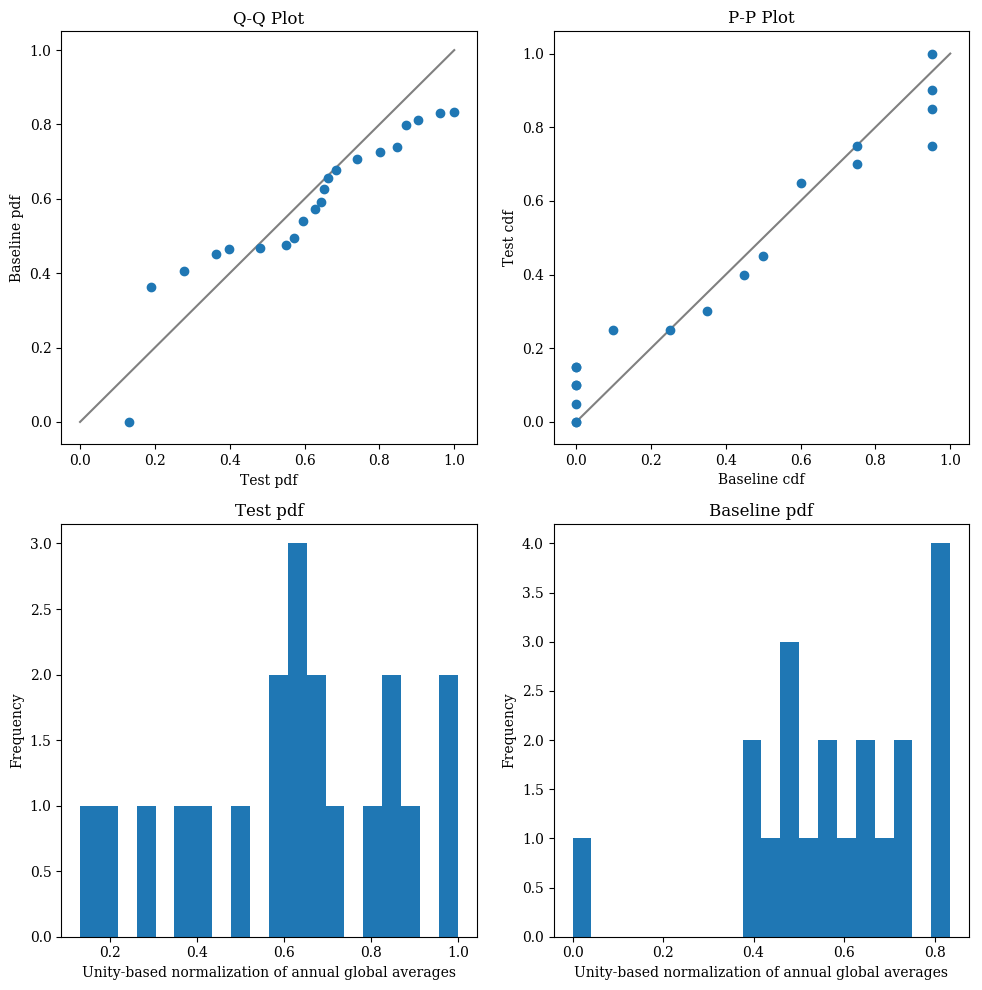 Q-Q Plot
1.0
0.8
0.6
0.4
0.2
0.0
Baseline pdf
0.0 0.2 0.4 0.6 0.8 1.0
Test pdf
P-P Plot
1.0
0.8
0.6
0.4
0.2
0.0
Test cdf
0.0 0.2 0.4 0.6 0.8 1.0
Baseline cdf
Test pdf
3.0
2.5
2.0
1.5
1.0
0.5
0.0
Frequency
0.2 0.4 0.6 0.8 1.0
Unity-based normalization of annual global averages
Baseline pdf
4.0
3.5
3.0
2.5
2.0
1.5
1.0
0.5
0.0
Frequency
0.0 0.2 0.4 0.6 0.8
Unity-based normalization of annual global averages